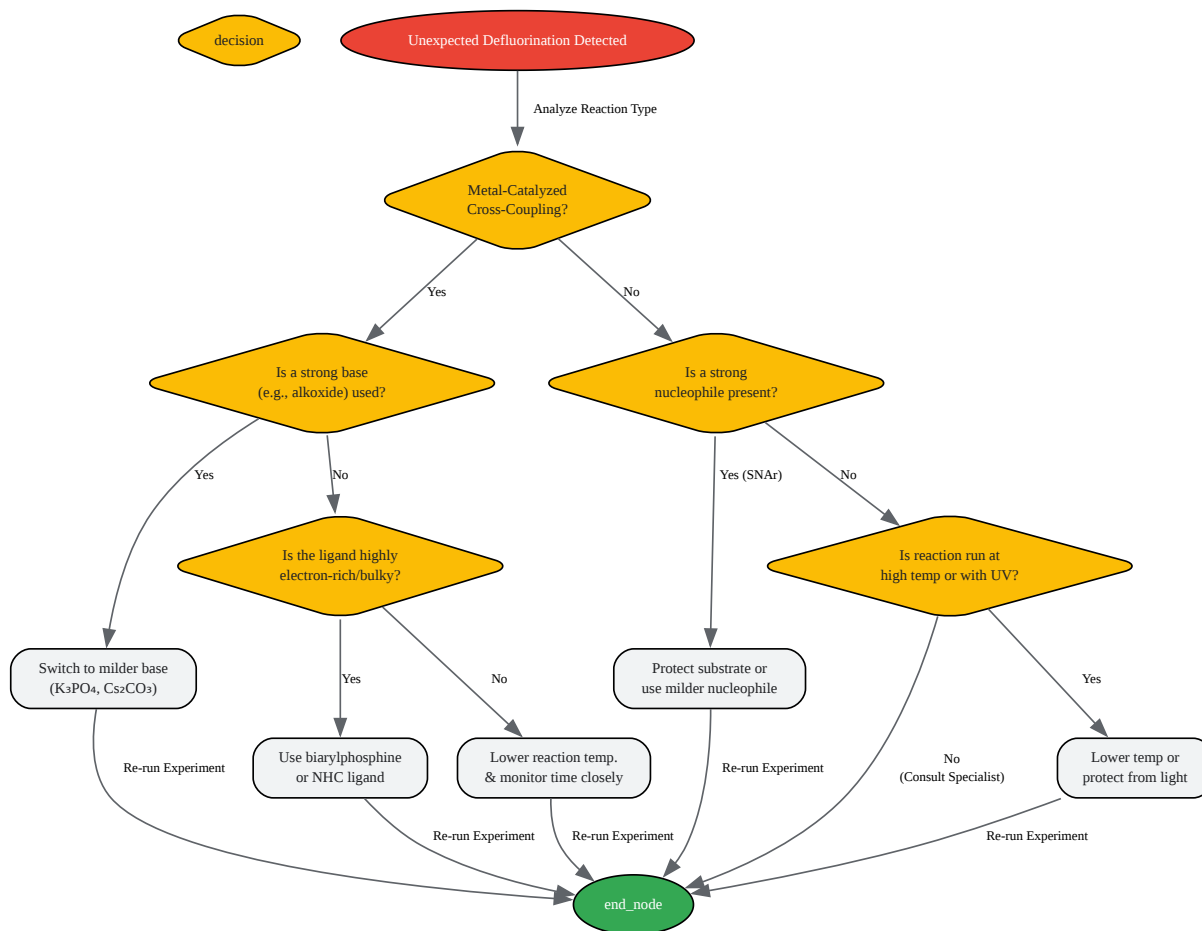 decision
Unexpected Defluorination Detected
Analyze Reaction Type
Metal-Catalyzed
Cross-Coupling?
Yes
No
Is a strong base
(e.g., alkoxide) used?
Is a strong
nucleophile present?
Yes
No
Yes (SNAr)
No
Is the ligand highly
electron-rich/bulky?
Is reaction run at
high temp or with UV?
Switch to milder base
(K₃PO₄, Cs₂CO₃)
Yes
No
Protect substrate or
use milder nucleophile
Yes
Re-run Experiment
Use biarylphosphine
or NHC ligand
Lower reaction temp.
& monitor time closely
Re-run Experiment
No
(Consult Specialist)
Lower temp or
protect from light
Re-run Experiment
Re-run Experiment
Re-run Experiment
end_node